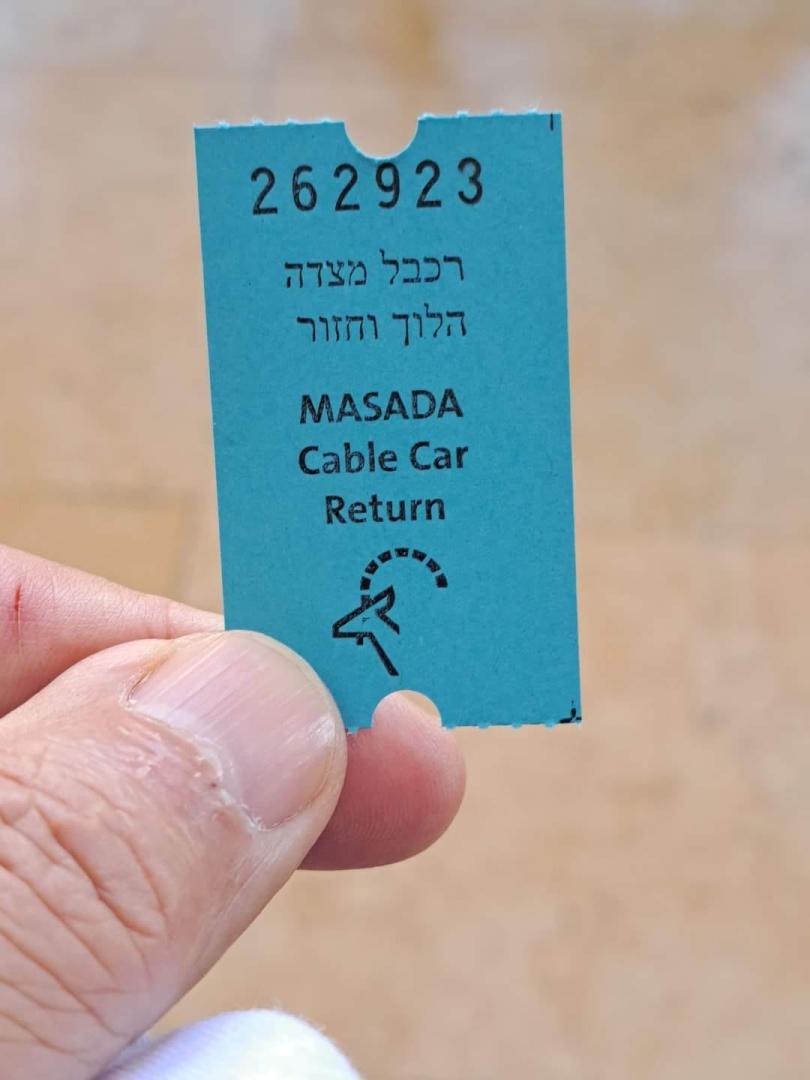 262923
רכבל מצדה
הלוך וחזור
MASADA
Cable Car
Return